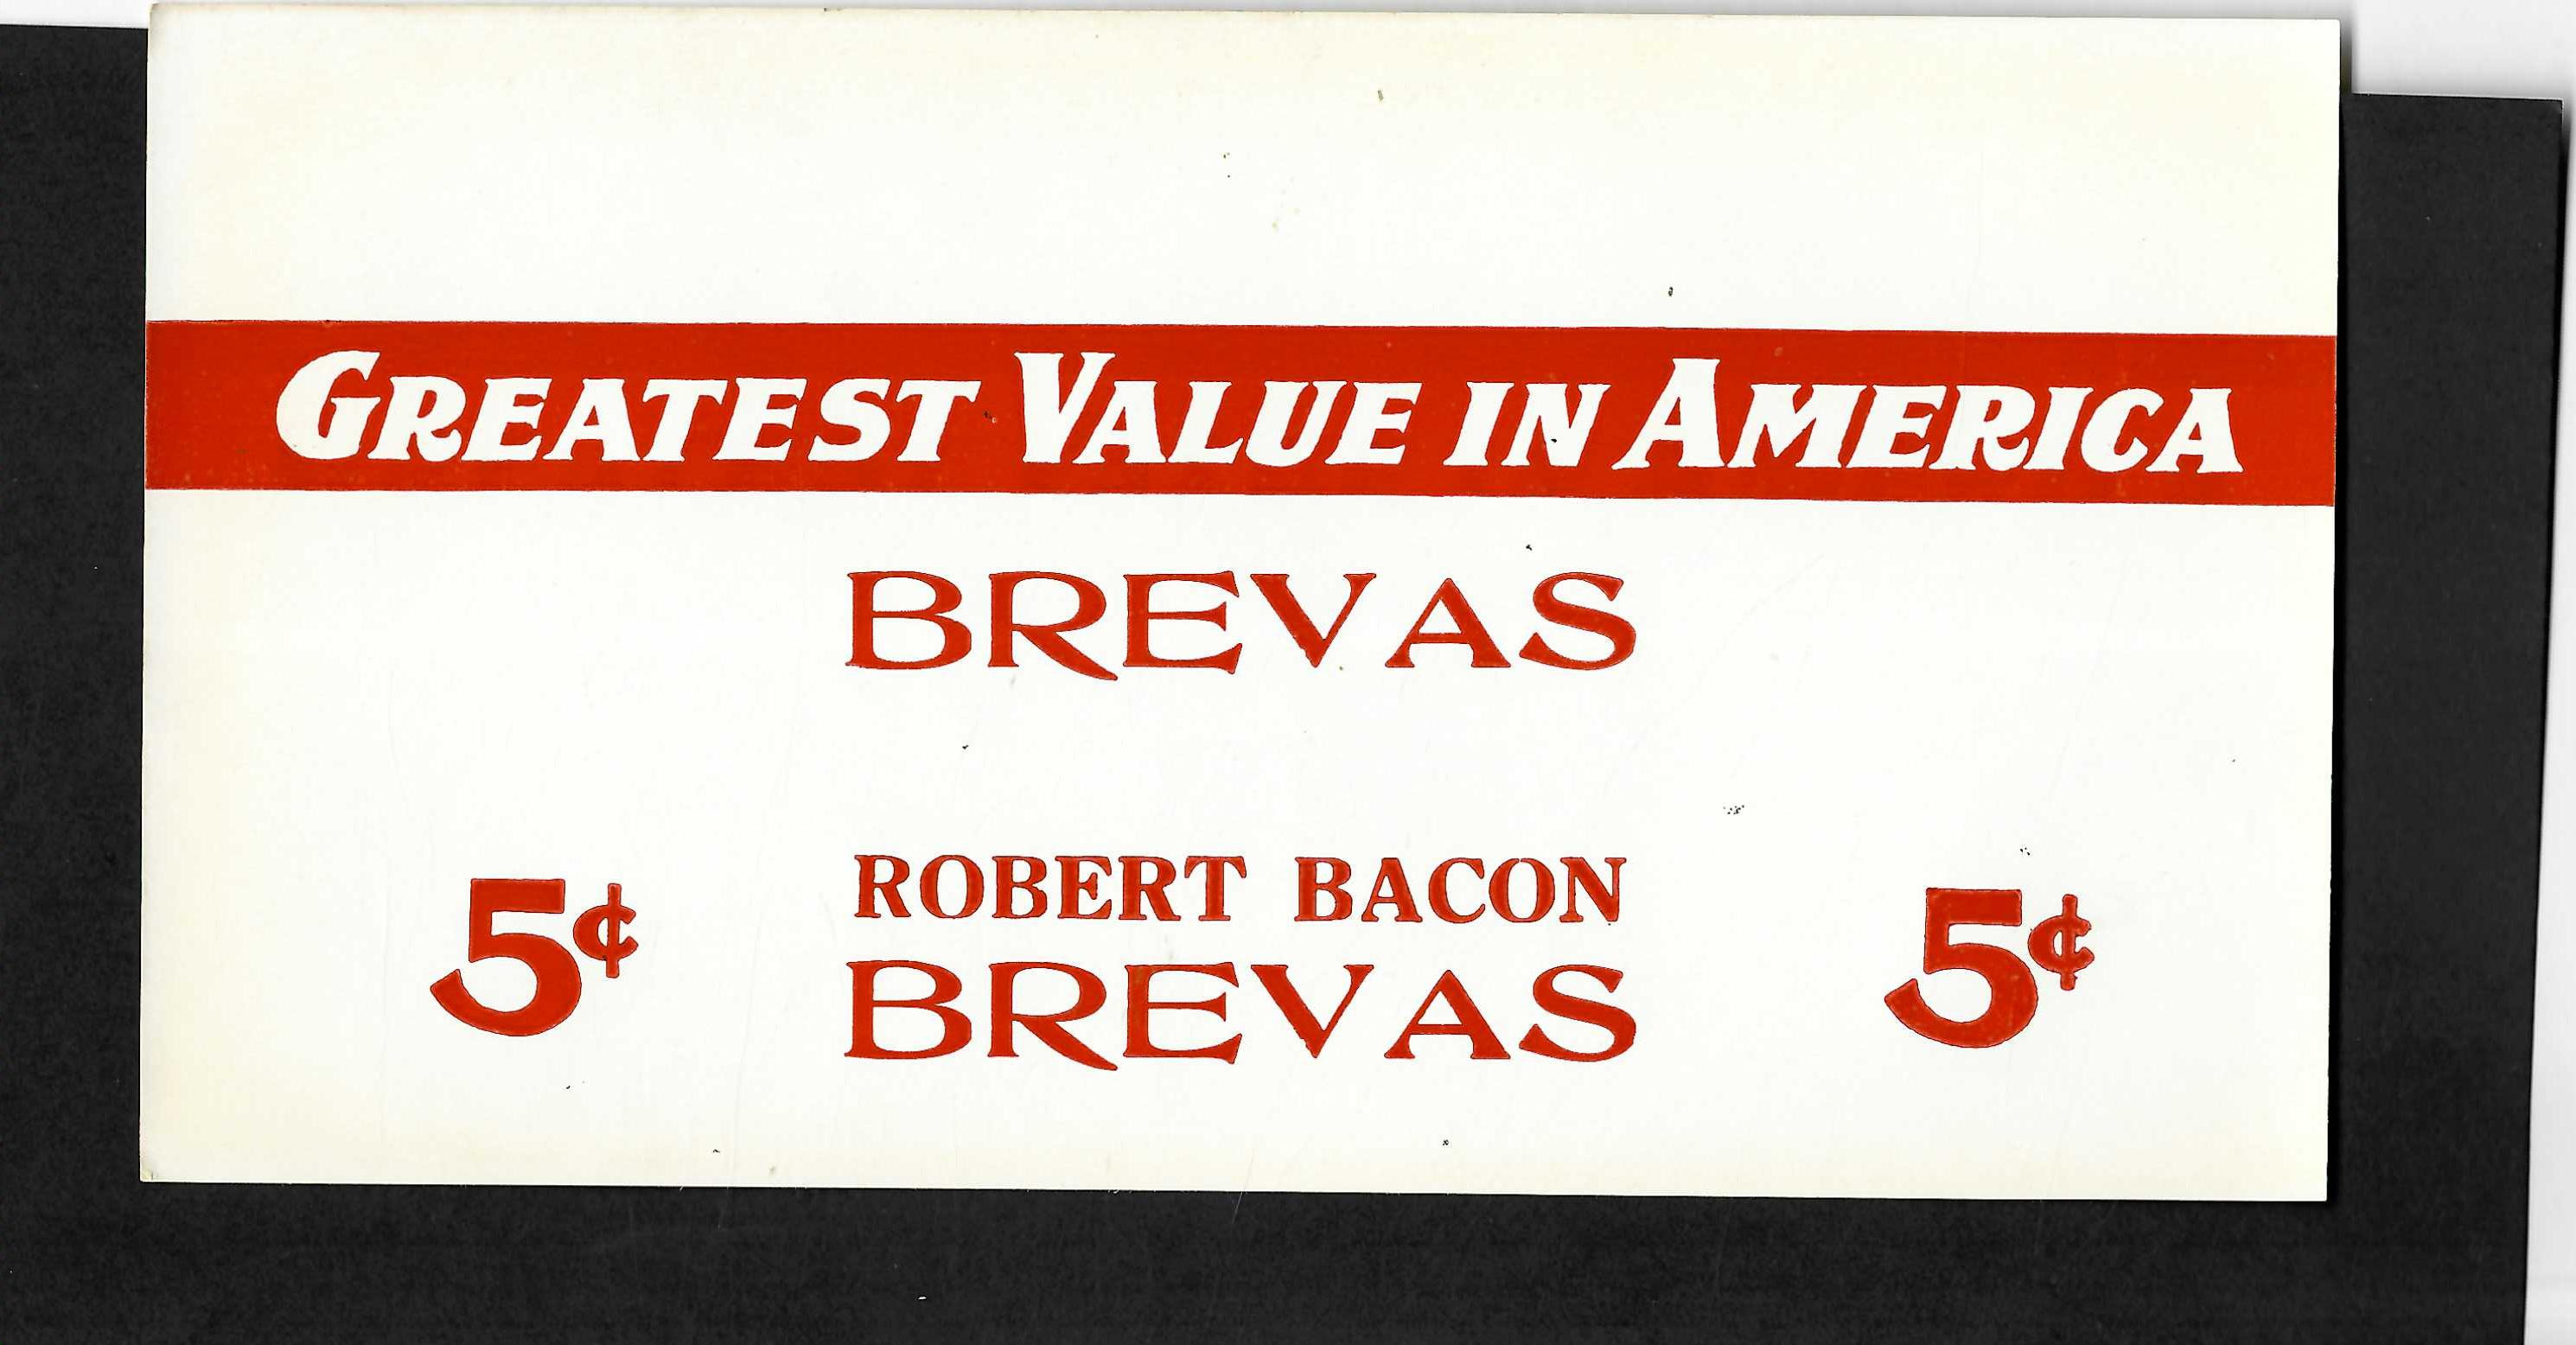 GREATEST VALUE IN AMERICA
BREVAS
ROBERT BACON
5¢ BREVAS 5¢